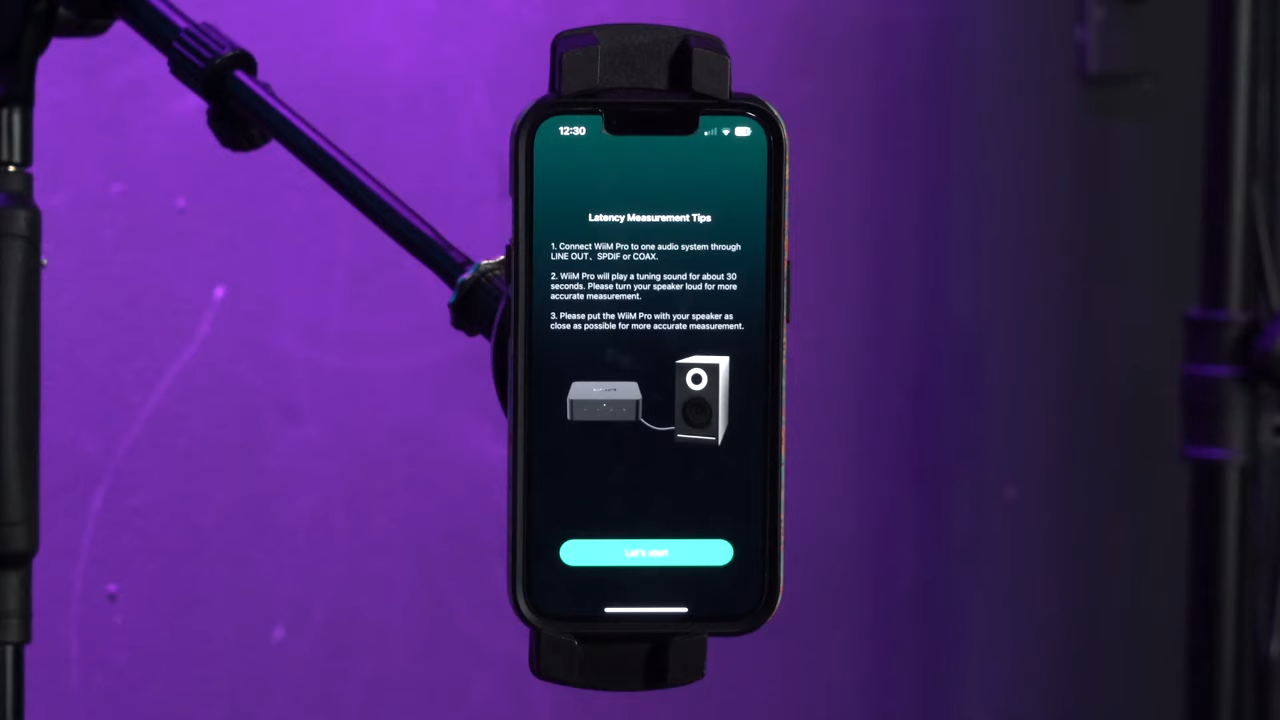 12:30
Latency Measurement Tips
1. Connect WiiM Pro to one audio system through
LINE OUT、SPDIF or COAX.
2. WiiM Pro will play a tuning sound for about 30
seconds. Please turn your speaker loud for more
accurate measurement.
3. Please put the WiiM Pro with your speaker as
close as possible for more accurate measurement.
Let's start